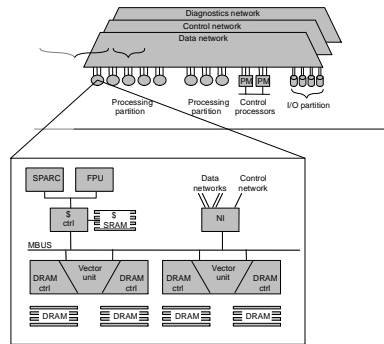 Diagnostics network
Control network
Data network
PM PM
Processing partition
Processing partition
Control processors
I/O partition
SPARC
FPU
Data networks
Control network
$ ctrl
$ SRAM
NI
MBUS
DRAM ctrl
Vector unit
DRAM ctrl
DRAM ctrl
Vector unit
DRAM ctrl
DRAM
DRAM
DRAM
DRAM